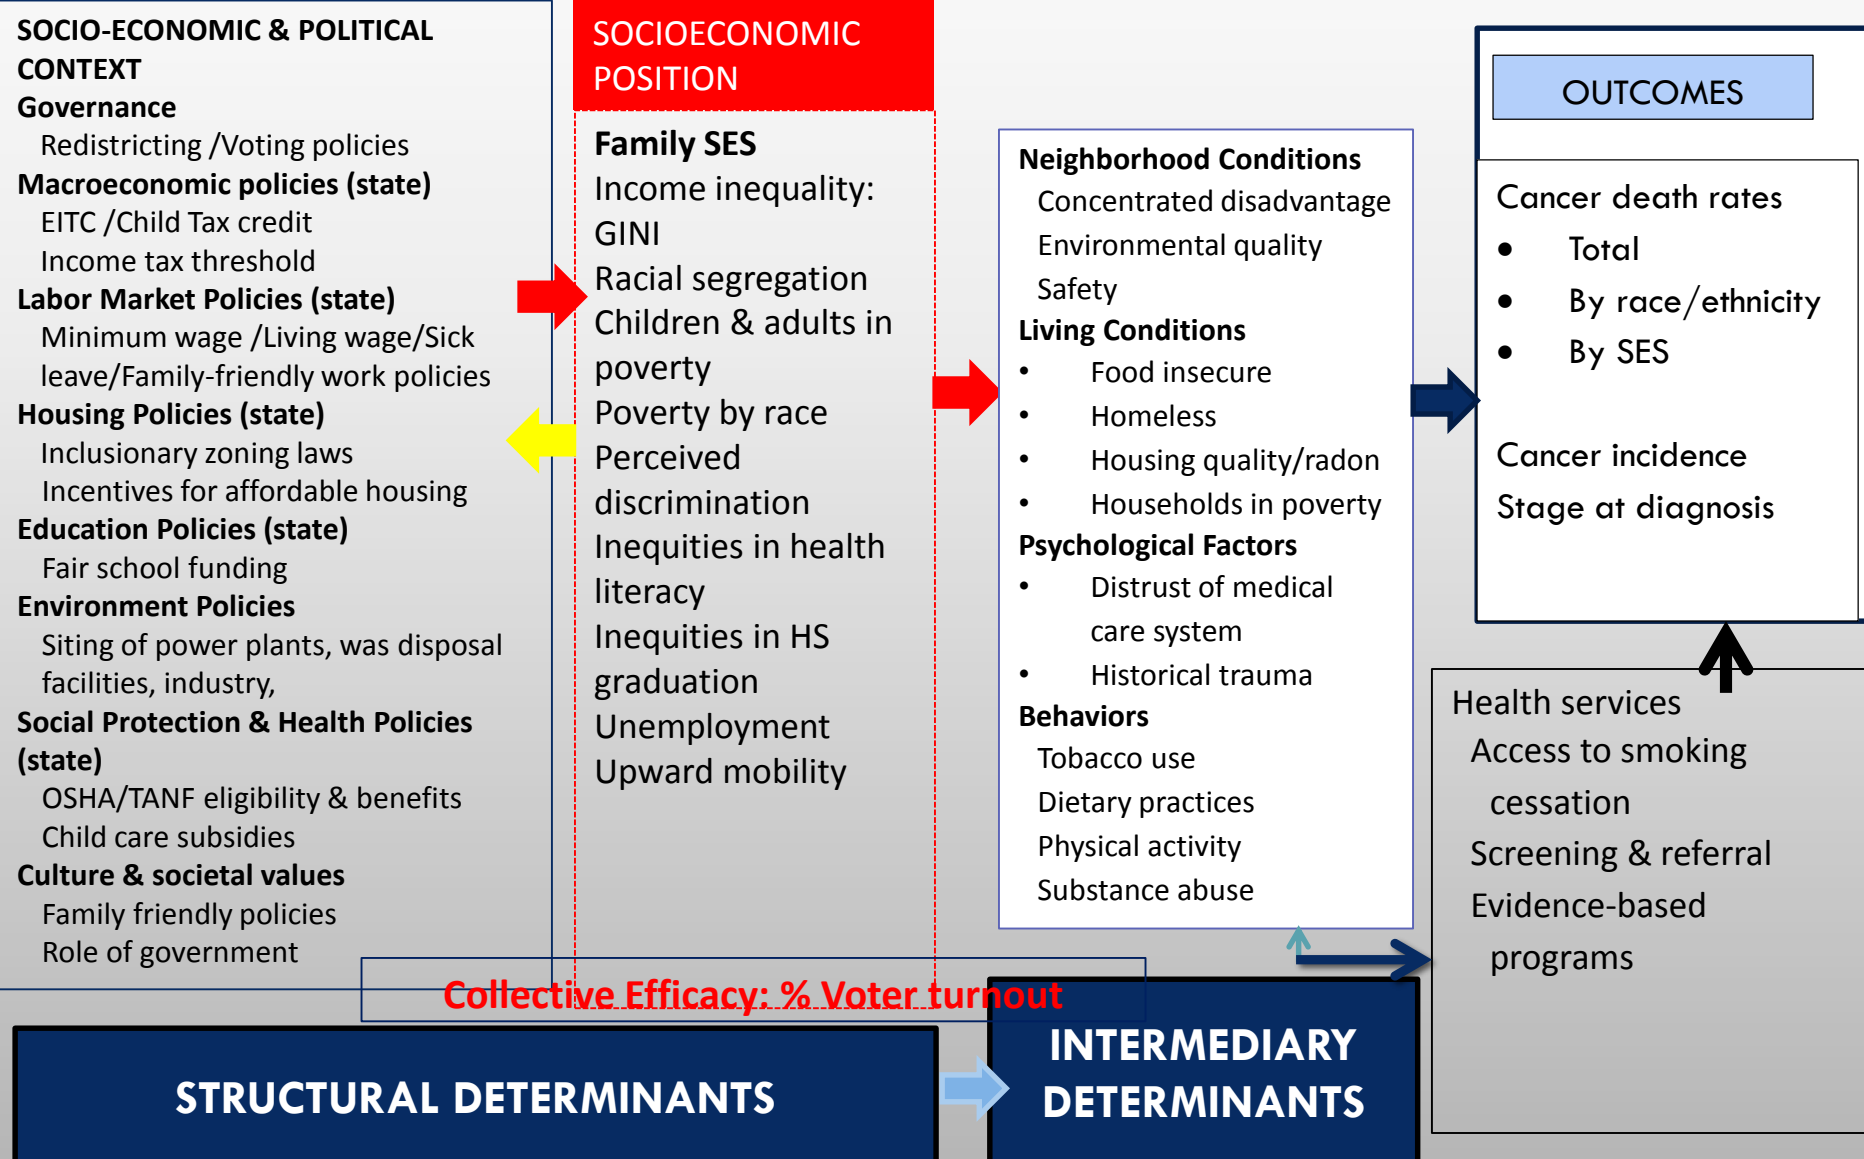 SOCIO-ECONOMIC & POLITICAL
CONTEXT
Governance
Redistricting /Voting policies
Macroeconomic policies (state)
EITC /Child Tax credit
Income tax threshold
Labor Market Policies (state)
Minimum wage /Living wage/Sick
leave/Family-friendly work policies
Housing Policies (state)
Inclusionary zoning laws
Incentives for affordable housing
Education Policies (state)
Fair school funding
Environment Policies
Siting of power plants, was disposal
facilities, industry,
Social Protection & Health Policies
(state)
OSHA/TANF eligibility & benefits
Child care subsidies
Culture & societal values
Family friendly policies
Role of government
SOCIOECONOMIC
POSITION
Family SES
Income inequality:
GINI
Racial segregation
Children & adults in
poverty
Poverty by race
Perceived
discrimination
Inequities in health
literacy
Inequities in HS
graduation
Unemployment
Upward mobility
Neighborhood Conditions
Concentrated disadvantage
Environmental quality
Safety
Living Conditions
• Food insecure
• Homeless
• Housing quality/radon
• Households in poverty
Psychological Factors
• Distrust of medical
care system
• Historical trauma
Behaviors
Tobacco use
Dietary practices
Physical activity
Substance abuse
OUTCOMES
Cancer death rates
• Total
• By race/ethnicity
• By SES
Cancer incidence
Stage at diagnosis
Health services
Access to smoking
cessation
Screening & referral
Evidence-based
programs
Collective Efficacy: % Voter turnout
STRUCTURAL DETERMINANTS
INTERMEDIARY
DETERMINANTS